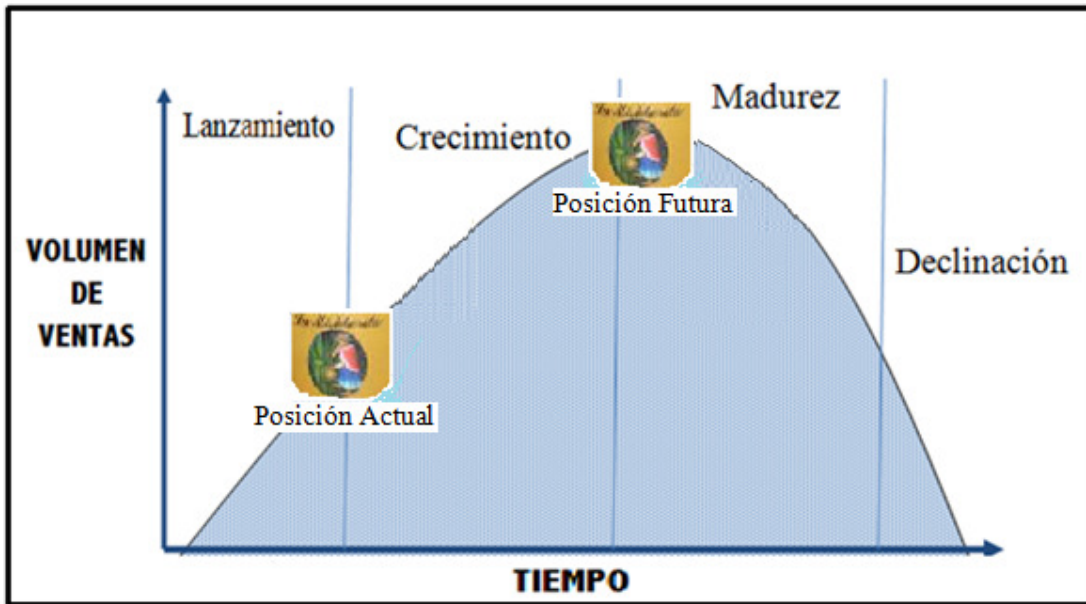 Lanzamiento
Crecimiento
Madurez
Posición Futura
Declinación
VOLUMEN
DE
VENTAS
Posición Actual
TIEMPO